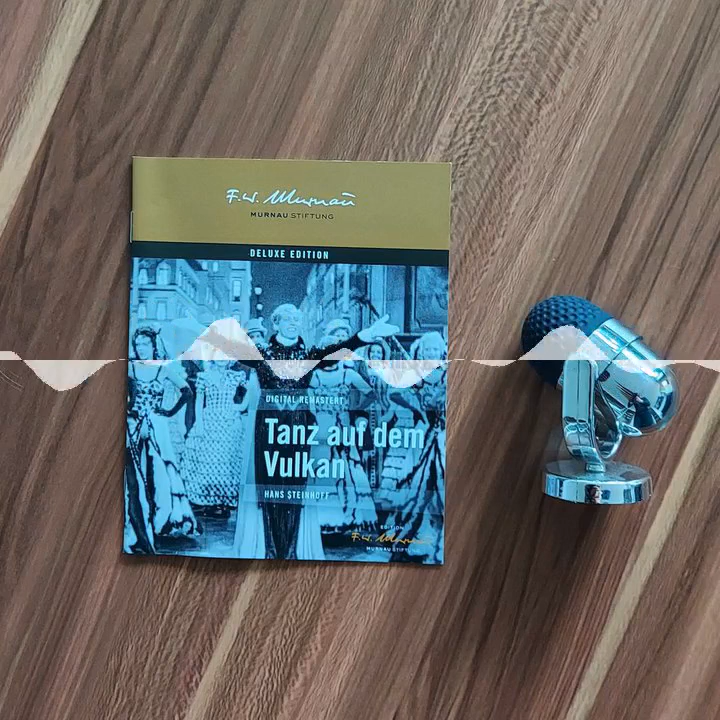 F.W. Murnau
MURNAU STIFTUNG
DELUXE EDITION
DIGITAL REMASTERT
Tanz auf dem
Vulkan
HANS STEINHOFF
EDITION
F.W. Murnau
MURNAU STIFTUNG